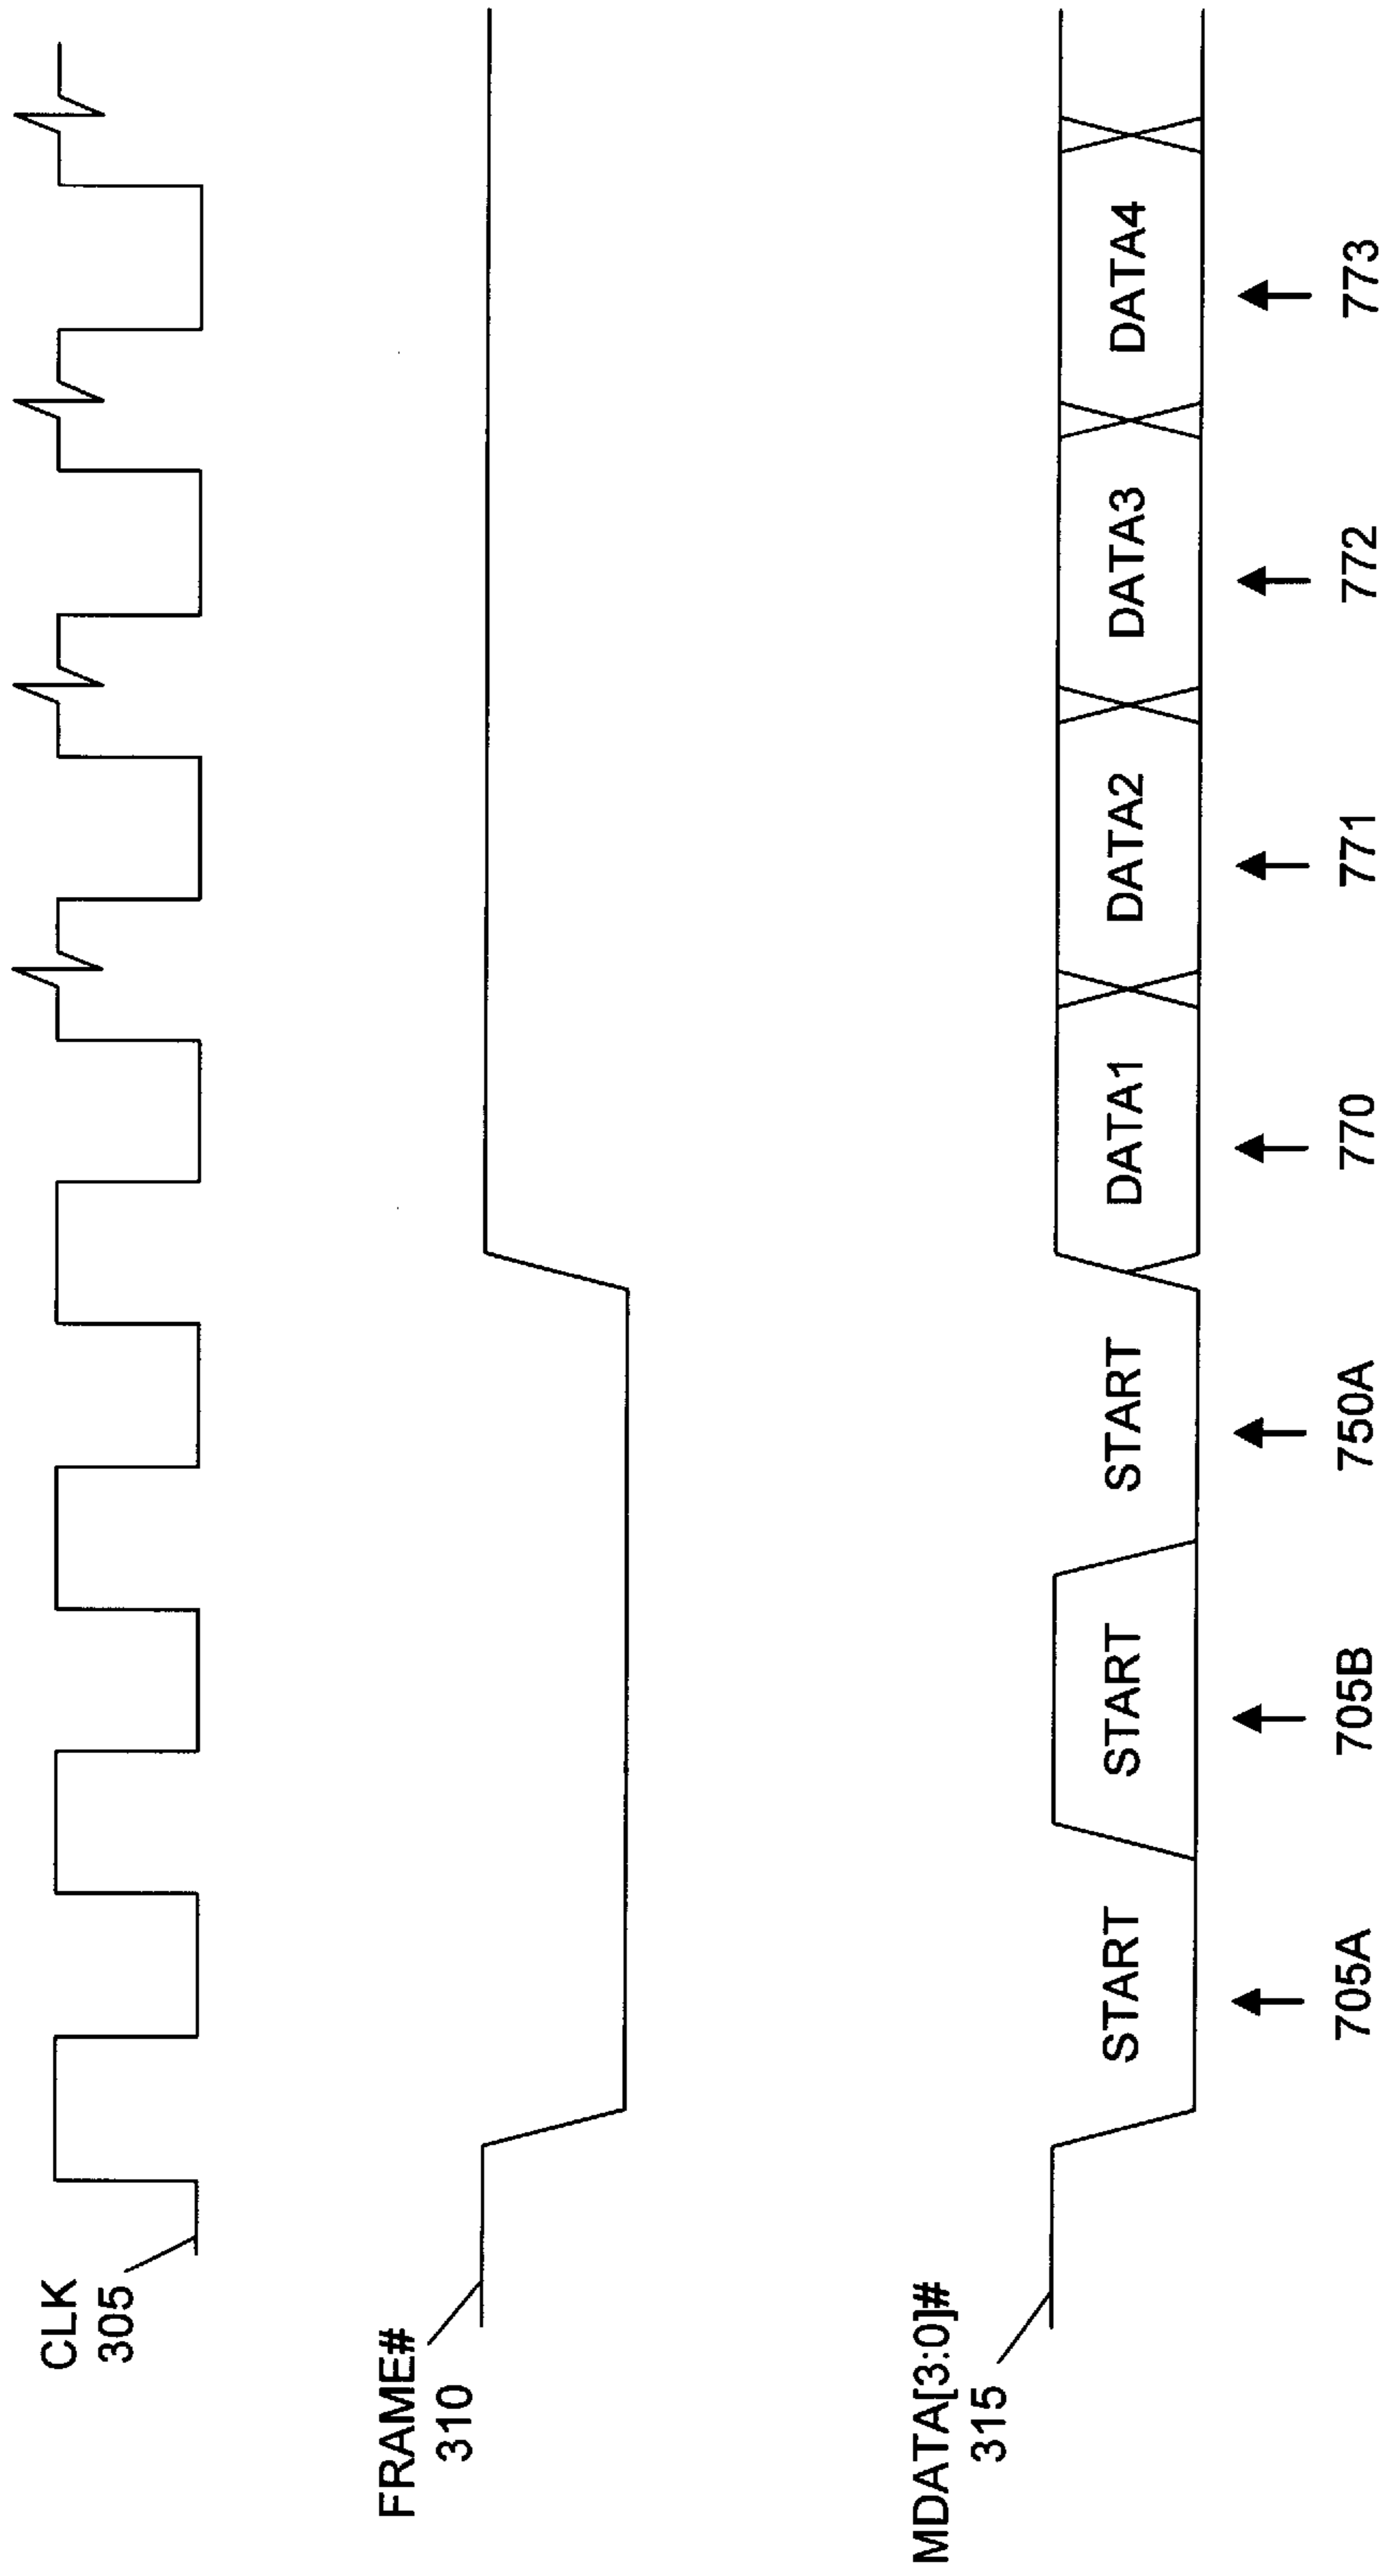 CLK
305
FRAME#
310
MDATA[3:0]#
315
START
START
START
DATA1
DATA2
DATA3
DATA4
705A
705B
750A
770
771
772
773